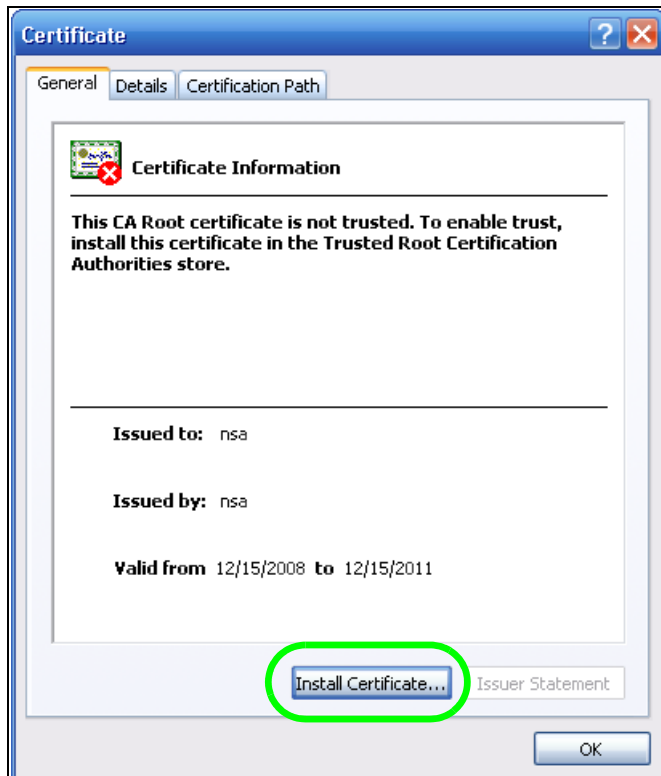 Certificate
General
Details
Certification Path
Certificate Information
This CA Root certificate is not trusted. To enable trust,
install this certificate in the Trusted Root Certification
Authorities store.
Issued to: nsa
Issued by: nsa
Valid from 12/15/2008 to 12/15/2011
Install Certificate...
Issuer Statement
OK